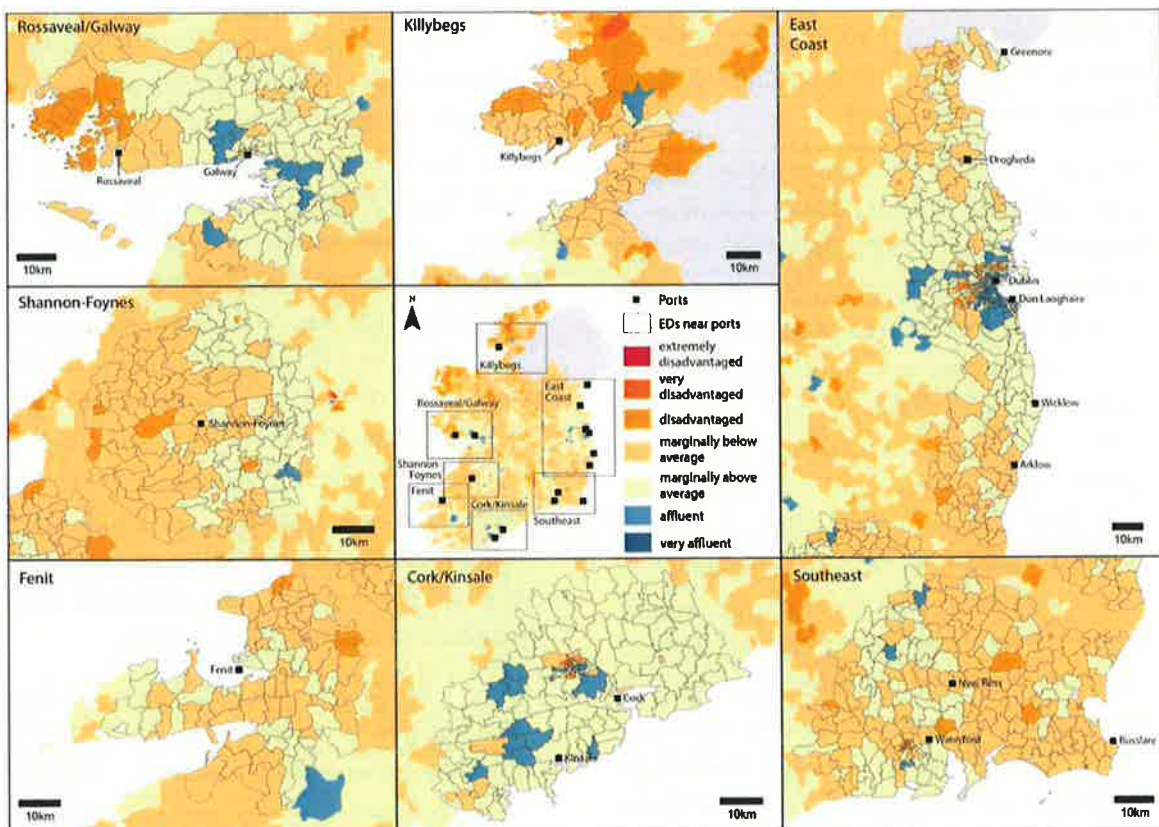 Rossaveal/Galway
Rossaveal
Galway
10km
Killybegs
Killybegs
10km
East
Coast
Greenore
Drogheda
Dublin
Dún Laoghaire
Wicklow
Arklow
10km
Shannon-Foynes
Shannon-Foynes
10km
N
Killybegs
East
Coast
Rossaveal/Galway
Shannon
Foynes
Fenit
Cork/Kinsale
Southeast
Ports
EDs near ports
extremely
disadvantaged
very
disadvantaged
disadvantaged
marginally below
average
marginally above
average
affluent
very affluent
Fenit
Fenit
10km
Cork/Kinsale
Cork
Kinsale
10km
Southeast
New Ross
Waterford
Rosslare
10km